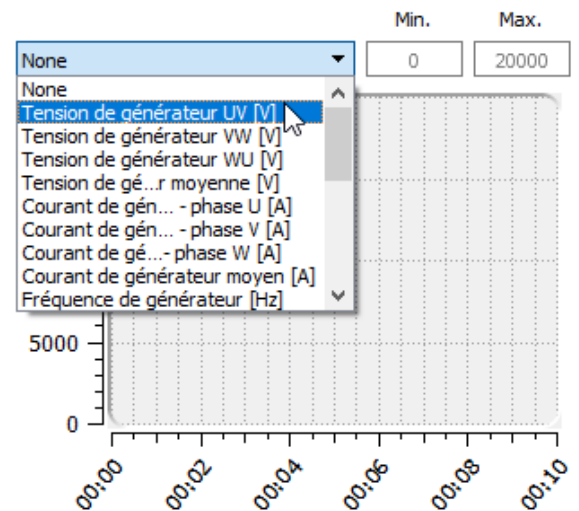 Min. Max.
None 0 20000
None
Tension de générateur UV [V]
Tension de générateur VW [V]
Tension de générateur WU [V]
Tension de gé...r moyenne [V]
Courant de gén... - phase U [A]
Courant de gén... - phase V [A]
Courant de gé...- phase W [A]
Courant de générateur moyen [A]
Fréquence de générateur [Hz]
5000
0
00:00 00:02 00:04 00:06 00:08 00:10